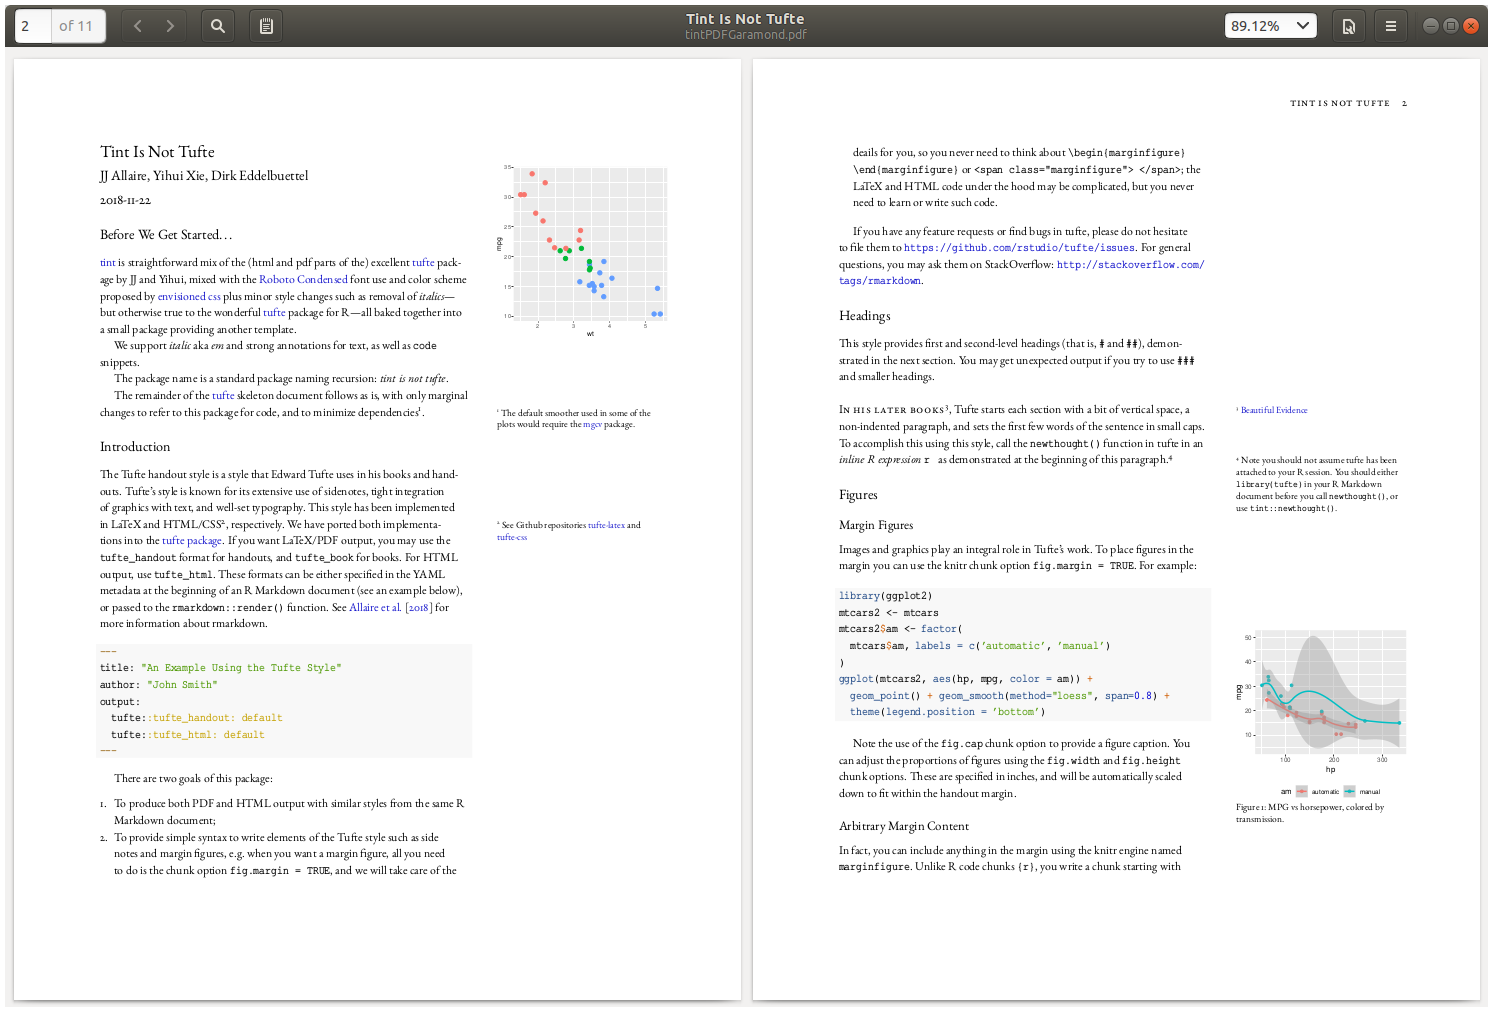 2 of 11
Tint Is Not Tufte
tintPDFGaramond.pdf
89.12%
Tint Is Not Tufte
JJ Allaire, Yihui Xie, Dirk Eddelbuettel
2018-11-22
Before We Get Started…
tint is straightforward mix of the (html and pdf parts of the) excellent tufte pack-
age by JJ and Yihui, mixed with the Roboto Condensed font use and color scheme
proposed by envisioned css plus minor style changes such as removal of italics—
but otherwise true to the wonderful tufte package for R—all baked together into
a small package providing another template.
We support italic aka em and strong annotations for text, as well as code
snippets.
The package name is a standard package naming recursion: tint is not tufte.
The remainder of the tufte skeleton document follows as is, with only marginal
changes to refer to this package for code, and to minimize dependencies¹.
Introduction
The Tufte handout style is a style that Edward Tufte uses in his books and hand-
outs. Tufte's style is known for its extensive use of sidenotes, tight integration
of graphics with text, and well-set typography. This style has been implemented
in LaTeX and HTML/CSS², respectively. We have ported both implementa-
tions into the tufte package. If you want LaTeX/PDF output, you may use the
tufte_handout format for handouts, and tufte_book for books. For HTML
output, use tufte_html. These formats can be either specified in the YAML
metadata at the beginning of an R Markdown document (see an example below),
or passed to the rmarkdown::render() function. See Allaire et al. [2018] for
more information about rmarkdown.
---
title: "An Example Using the Tufte Style"
author: "John Smith"
output:
tufte::tufte_handout: default
tufte::tufte_html: default
---
There are two goals of this package:
1. To produce both PDF and HTML output with similar styles from the same R
Markdown document;
2. To provide simple syntax to write elements of the Tufte style such as side
notes and margin figures, e.g. when you want a margin figure, all you need
to do is the chunk option fig.margin = TRUE, and we will take care of the
35
30
25
20
15
10
mpg
2 3 4 5
wt
¹ The default smoother used in some of the
plots would require the mgcv package.
² See Github repositories tufte-latex and
tufte-css
TINT IS NOT TUFTE 2
deails for you, so you never need to think about \begin{marginfigure}
\end{marginfigure} or <span class="marginfigure"> </span>; the
LaTeX and HTML code under the hood may be complicated, but you never
need to learn or write such code.
If you have any feature requests or find bugs in tufte, please do not hesitate
to file them to https://github.com/rstudio/tufte/issues. For general
questions, you may ask them on StackOverflow: http://stackoverflow.com/
tags/rmarkdown.
Headings
This style provides first and second-level headings (that is, # and ##), demon-
strated in the next section. You may get unexpected output if you try to use ###
and smaller headings.
IN HIS LATER BOOKS³, Tufte starts each section with a bit of vertical space, a
non-indented paragraph, and sets the first few words of the sentence in small caps.
To accomplish this using this style, call the newthought() function in tufte in an
inline R expression r as demonstrated at the beginning of this paragraph.⁴
Figures
Margin Figures
Images and graphics play an integral role in Tufte's work. To place figures in the
margin you can use the knitr chunk option fig.margin = TRUE. For example:
library(ggplot2)
mtcars2 <- mtcars
mtcars2$am <- factor(
mtcars$am, labels = c('automatic', 'manual')
)
ggplot(mtcars2, aes(hp, mpg, color = am)) +
geom_point() + geom_smooth(method="loess", span=0.8) +
theme(legend.position = 'bottom')
Note the use of the fig.cap chunk option to provide a figure caption. You
can adjust the proportions of figures using the fig.width and fig.height
chunk options. These are specified in inches, and will be automatically scaled
down to fit within the handout margin.
Arbitrary Margin Content
In fact, you can include anything in the margin using the knitr engine named
marginfigure. Unlike R code chunks {r}, you write a chunk starting with
³ Beautiful Evidence
⁴ Note you should not assume tufte has been
attached to your R session. You should either
library(tufte) in your R Markdown
document before you call newthought(), or
use tint::newthought().
50
40
30
20
10
mpg
100 200 300
hp
am automatic manual
Figure 1: MPG vs horsepower, colored by
transmission.